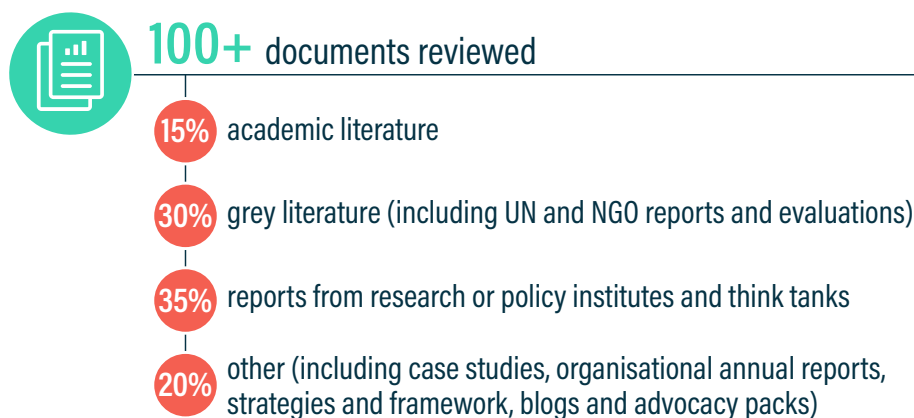 100+ documents reviewed
15% academic literature
30% grey literature (including UN and NGO reports and evaluations)
35% reports from research or policy institutes and think tanks
20% other (including case studies, organisational annual reports,
strategies and framework, blogs and advocacy packs)